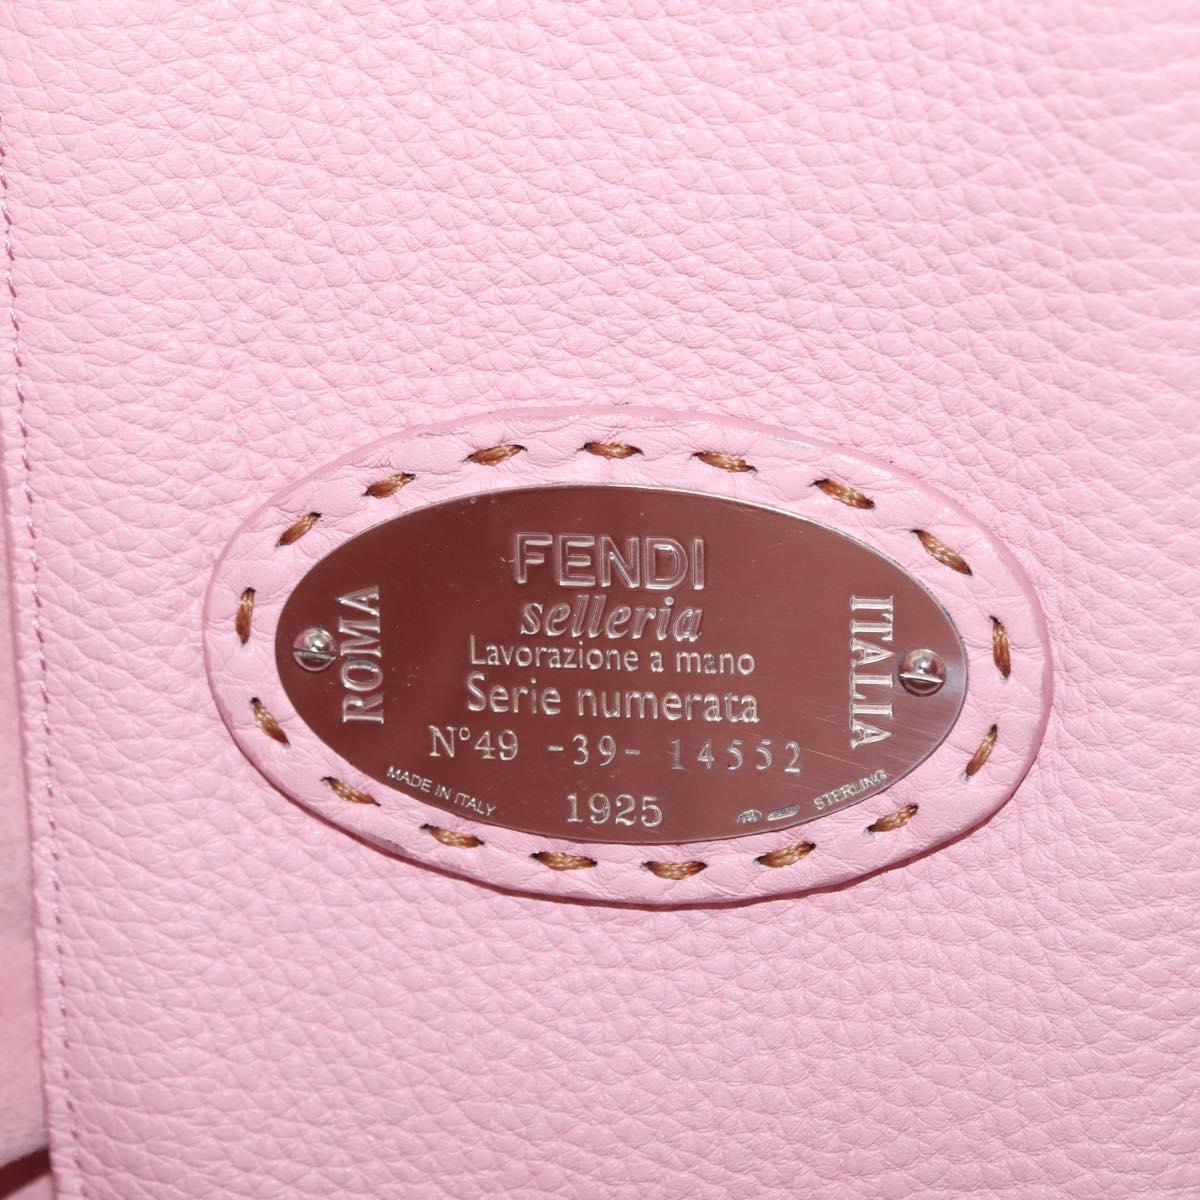 FENDI
selleria
Lavorazione a mano
Serie numerata
N°49 -39- 14552
1925
ROMA
ITALIA
MADE IN ITALY
STERLING